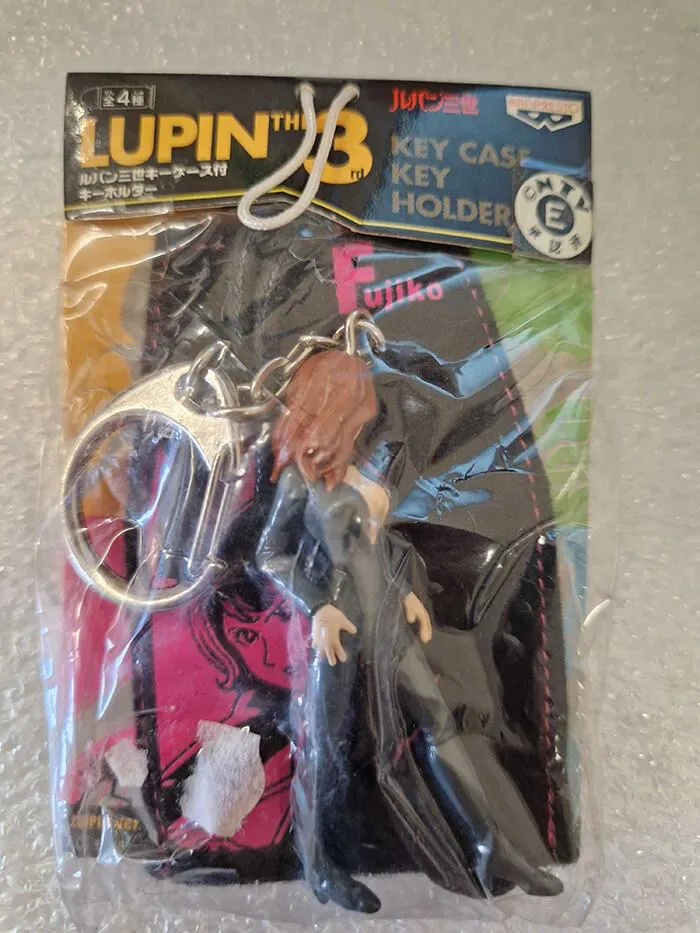 全4種
LUPIN THE 3rd
ルパン三世
BANPRESTO
ルパン三世キーケース付
キーホルダー
KEY CASE
KEY
HOLDER
E
Fujiko